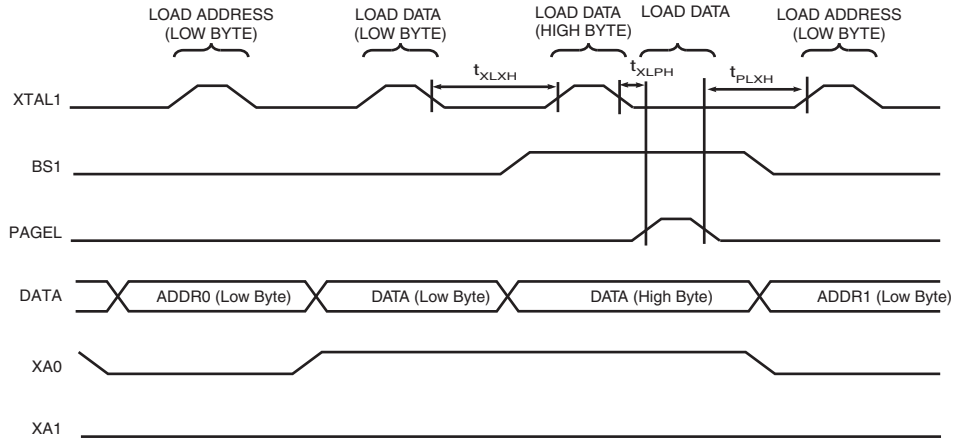 LOAD ADDRESS
(LOW BYTE)
LOAD DATA
(LOW BYTE)
LOAD DATA
(HIGH BYTE)
LOAD DATA
LOAD ADDRESS
(LOW BYTE)
tXLXH
tXLPH
tPLXH
XTAL1
BS1
PAGEL
DATA
ADDR0 (Low Byte)
DATA (Low Byte)
DATA (High Byte)
ADDR1 (Low Byte)
XA0
XA1